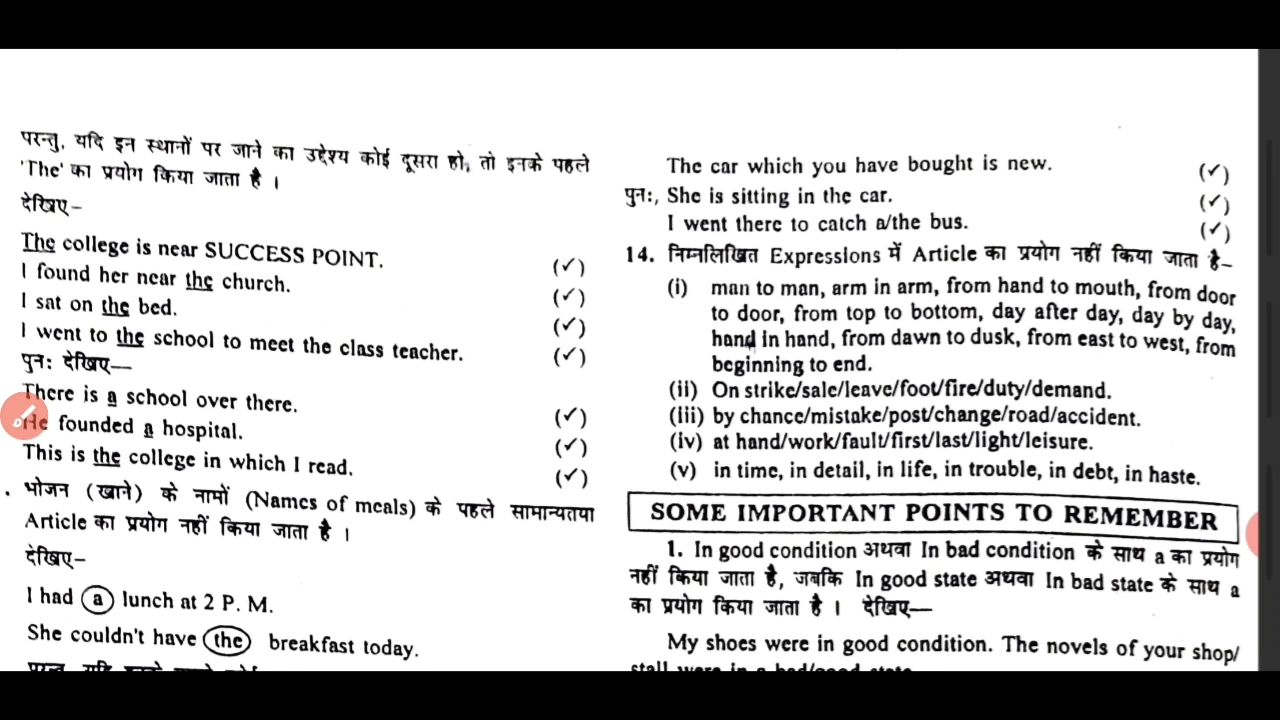 परन्तु, यदि इन स्थानों पर जाने का उद्देश्य कोई दूसरा हो, तो इनके पहले
'The' का प्रयोग किया जाता है ।
देखिए–
The college is near SUCCESS POINT. (✓)
I found her near the church. (✓)
I sat on the bed. (✓)
I went to the school to meet the class teacher. (✓)
पुनः देखिए—
There is a school over there. (✓)
He founded a hospital. (✓)
This is the college in which I read. (✓)
. भोजन (खाने) के नामों (Names of meals) के पहले सामान्यतया
Article का प्रयोग नहीं किया जाता है ।
देखिए–
I had a lunch at 2 P. M.
She couldn't have the breakfast today.
परन्तु, यदि इनके
The car which you have bought is new. (✓)
पुनः, She is sitting in the car. (✓)
I went there to catch a/the bus. (✓)
14. निम्नलिखित Expressions में Article का प्रयोग नहीं किया जाता है–
(i) man to man, arm in arm, from hand to mouth, from door
to door, from top to bottom, day after day, day by day,
hand in hand, from dawn to dusk, from east to west, from
beginning to end.
(ii) On strike/sale/leave/foot/fire/duty/demand.
(iii) by chance/mistake/post/change/road/accident.
(iv) at hand/work/fault/first/last/light/leisure.
(v) in time, in detail, in life, in trouble, in debt, in haste.
SOME IMPORTANT POINTS TO REMEMBER
1. In good condition अथवा In bad condition के साथ a का प्रयोग
नहीं किया जाता है, जबकि In good state अथवा In bad state के साथ a
का प्रयोग किया जाता है । देखिए—
My shoes were in good condition. The novels of your shop/
stall were in a bad/good state